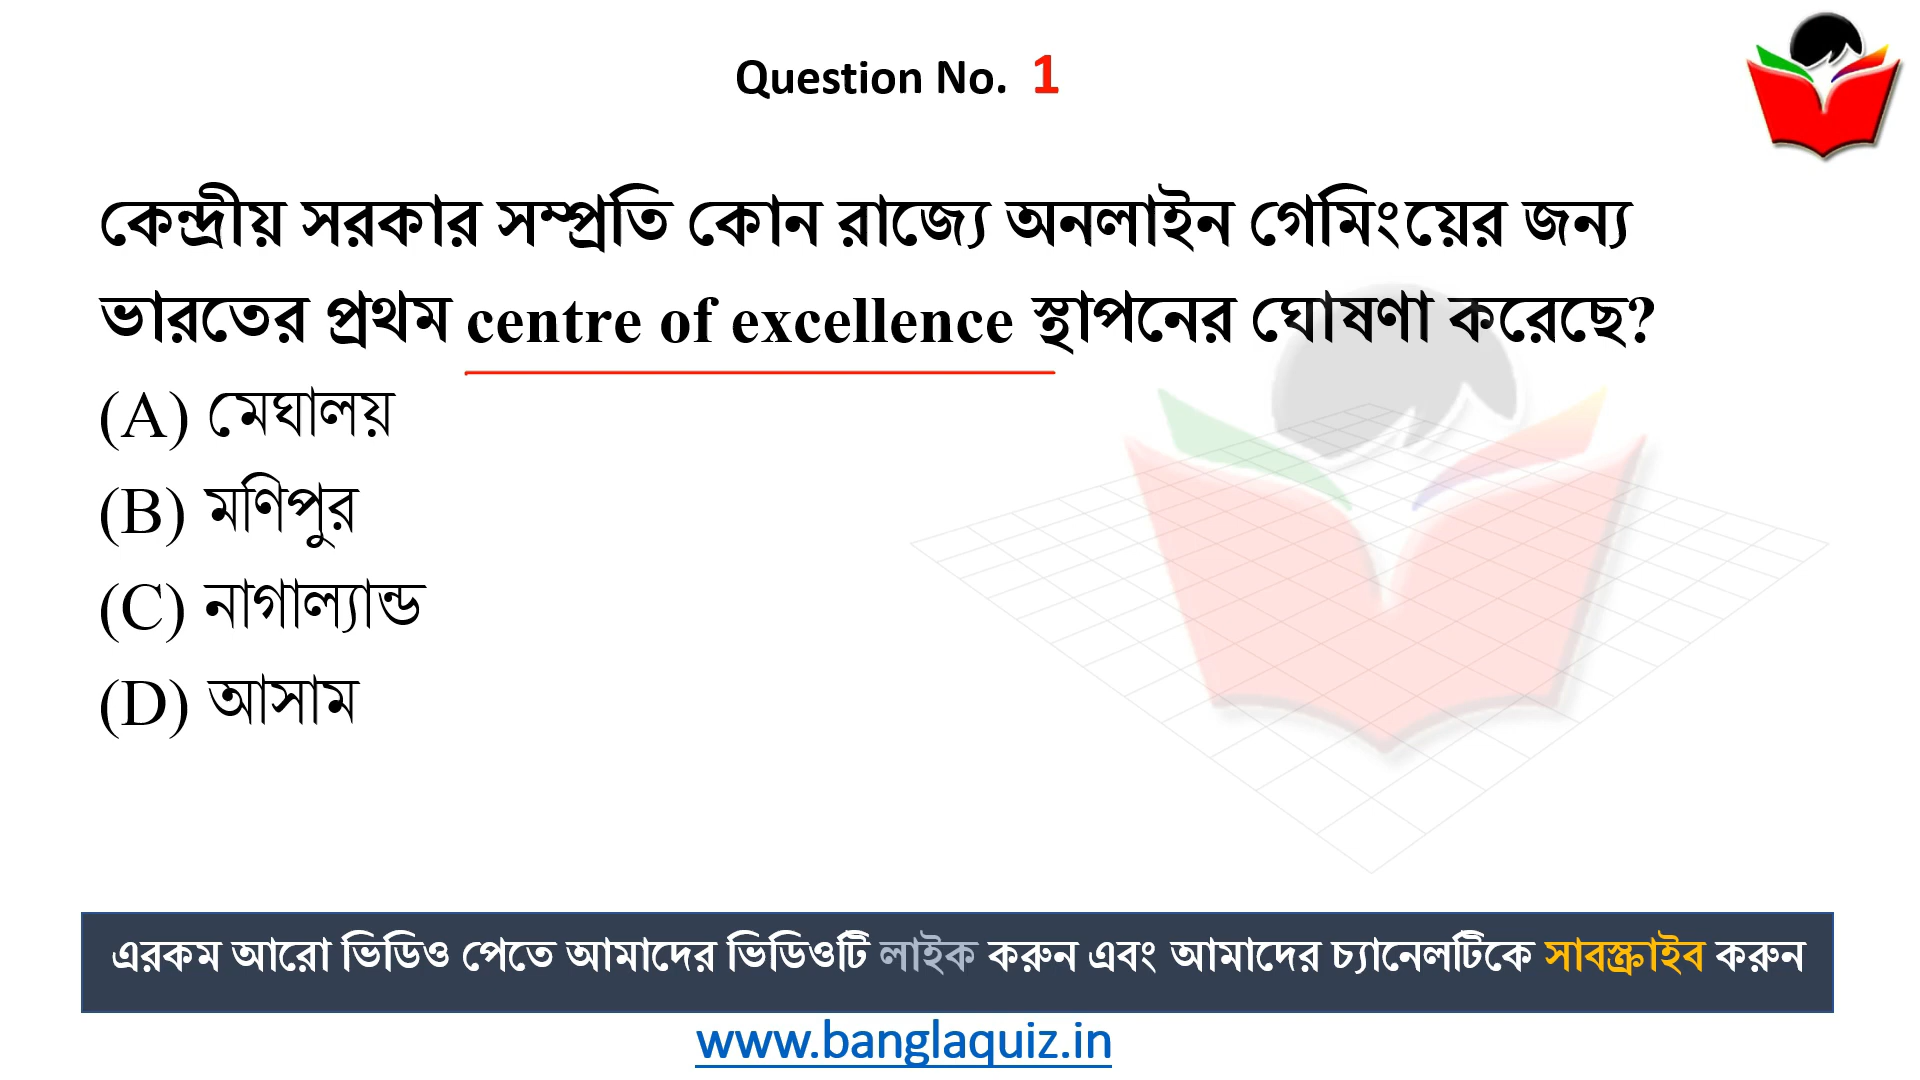 Question No. 1
কেন্দ্রীয় সরকার সম্প্রতি কোন রাজ্যে অনলাইন গেমিংয়ের জন্য
ভারতের প্রথম centre of excellence স্থাপনের ঘোষণা করেছে?
(A) মেঘালয়
(B) মণিপুর
(C) নাগাল্যান্ড
(D) আসাম
এরকম আরো ভিডিও পেতে আমাদের ভিডিওটি লাইক করুন এবং আমাদের চ্যানেলটিকে সাবস্ক্রাইব করুন
www.banglaquiz.in